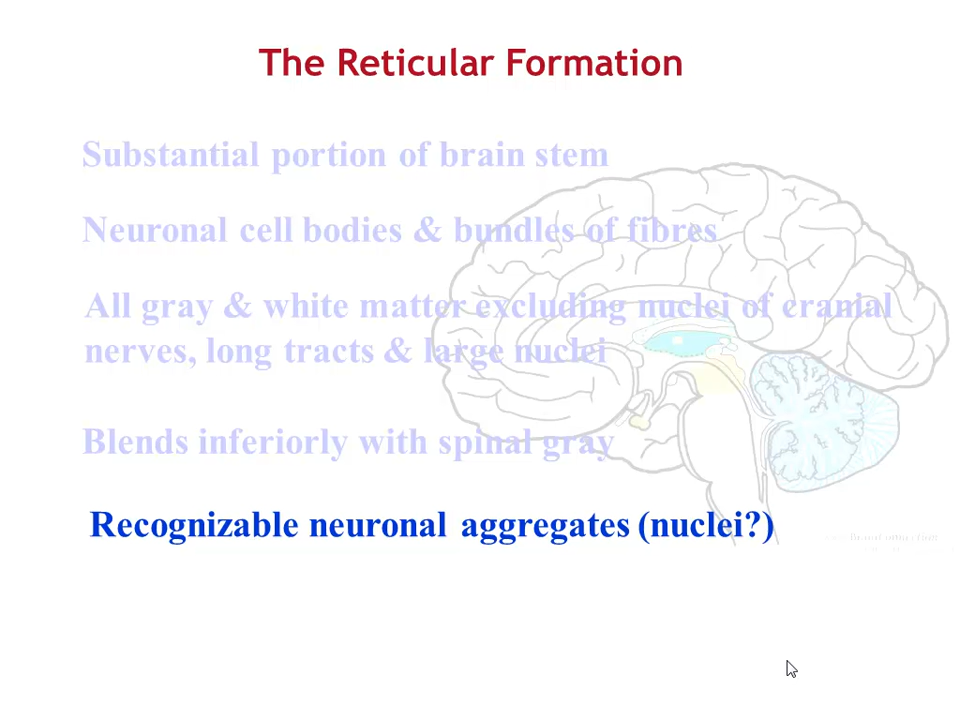 The Reticular Formation
Substantial portion of brain stem
Neuronal cell bodies & bundles of fibres
All gray & white matter excluding nuclei of cranial
nerves, long tracts & large nuclei
Blends inferiorly with spinal gray
Recognizable neuronal aggregates (nuclei?)